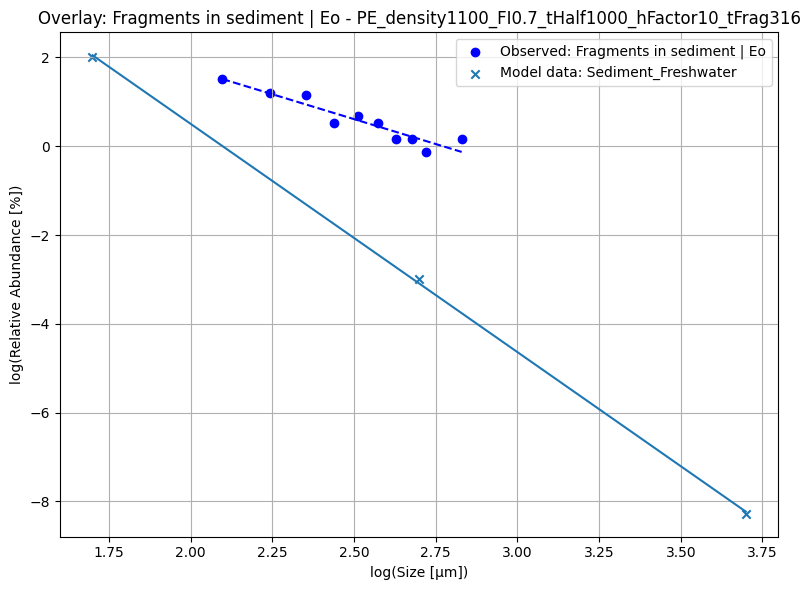 Overlay: Fragments in sediment | Eo - PE_density1100_FI0.7_tHalf1000_hFactor10_tFrag316
Observed: Fragments in sediment | Eo
Model data: Sediment_Freshwater
log(Relative Abundance [%])
2
0
−2
−4
−6
−8
1.75 2.00 2.25 2.50 2.75 3.00 3.25 3.50 3.75
log(Size [µm])